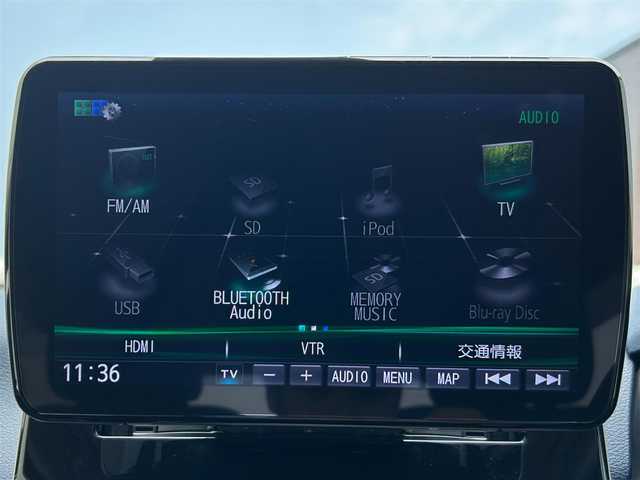 AUDIO
FM/AM
SD
iPod
TV
USB
BLUETOOTH
Audio
MEMORY
MUSIC
Blu-ray Disc
HDMI
VTR
交通情報
11:36
TV
−
+
AUDIO
MENU
MAP